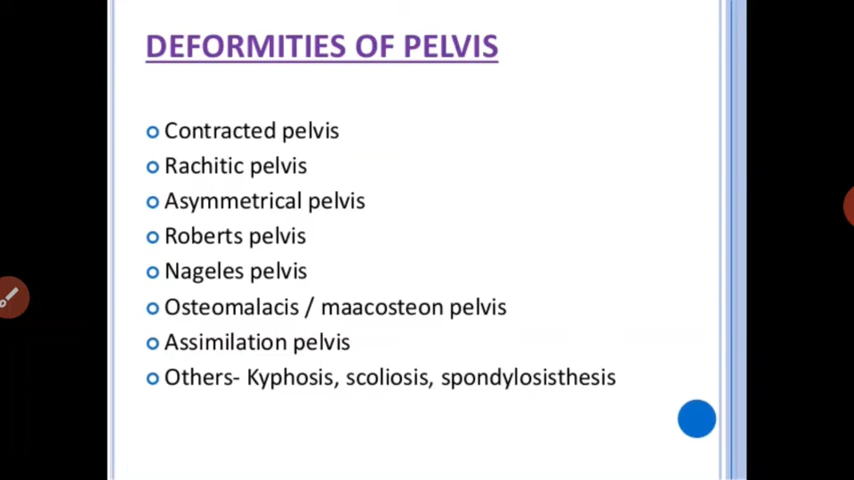 DEFORMITIES OF PELVIS
Contracted pelvis
Rachitic pelvis
Asymmetrical pelvis
Roberts pelvis
Nageles pelvis
Osteomalacis / maacosteon pelvis
Assimilation pelvis
Others- Kyphosis, scoliosis, spondylosisthesis